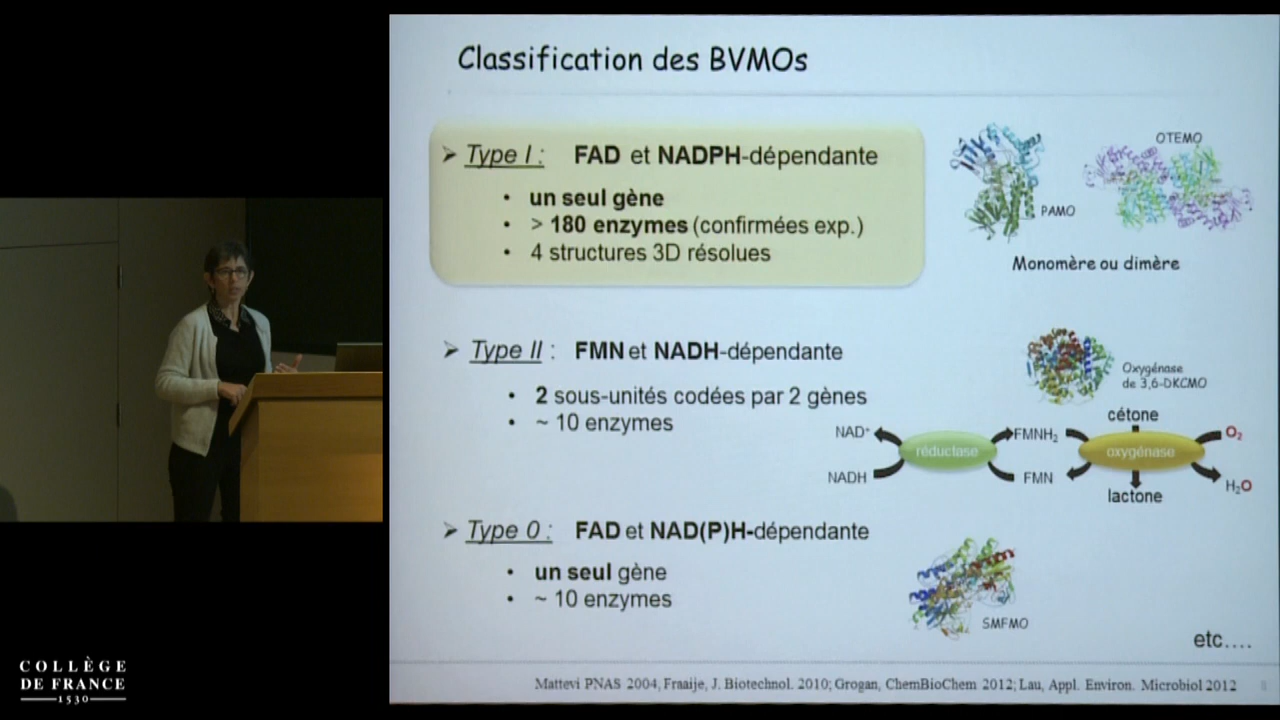 Classification des BVMOs
➢ Type I : FAD et NADPH-dépendante
• un seul gène
• > 180 enzymes (confirmées exp.)
• 4 structures 3D résolues
OTEMO
PAMO
Monomère ou dimère
➢ Type II : FMN et NADH-dépendante
• 2 sous-unités codées par 2 gènes
• ~ 10 enzymes
Oxygénase
de 3,6-DKCMO
cétone
NAD⁺
réductase
FMNH₂
oxygénase
O₂
NADH
FMN
lactone
H₂O
➢ Type 0 : FAD et NAD(P)H-dépendante
• un seul gène
• ~ 10 enzymes
SMFMO
etc....
Mattevi PNAS 2004, Fraaije, J. Biotechnol. 2010; Grogan, ChemBioChem 2012; Lau, Appl. Environ. Microbiol 2012
COLLÈGE
DE FRANCE
1530